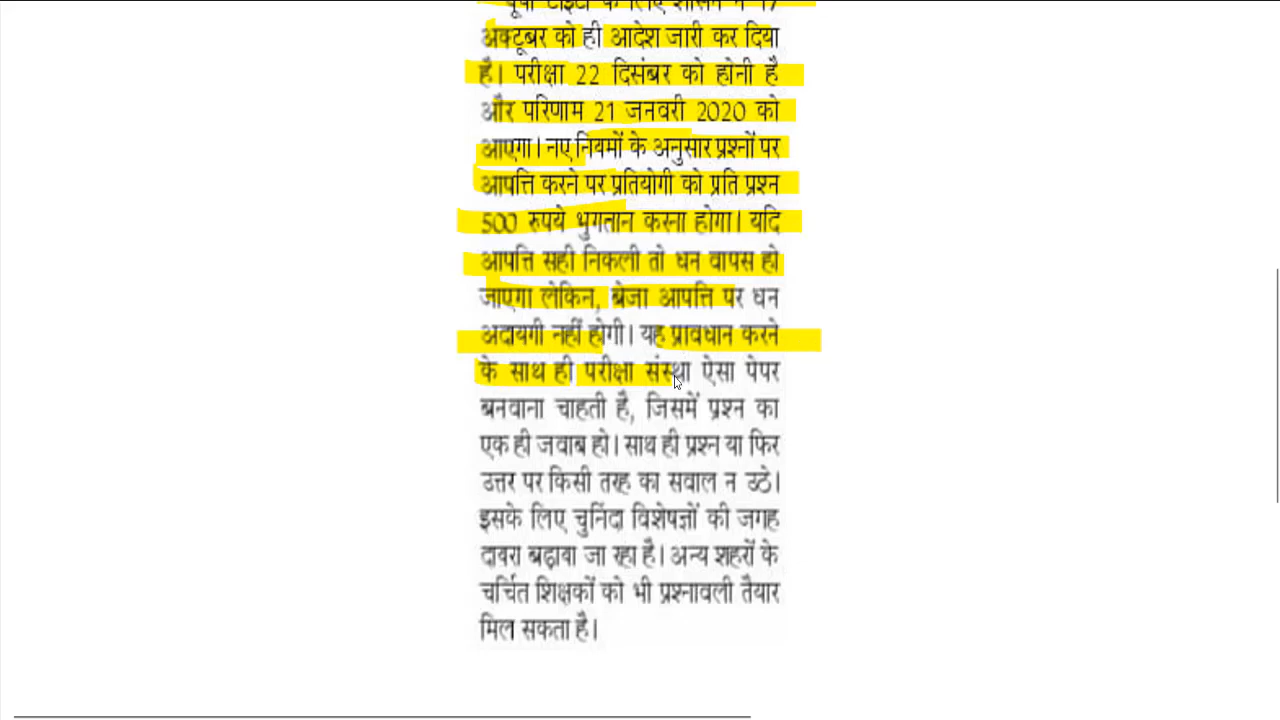 यूपी टीईटी के लिए शासन ने 17
अक्टूबर को ही आदेश जारी कर दिया
है। परीक्षा 22 दिसंबर को होनी है
और परिणाम 21 जनवरी 2020 को
आएगा। नए नियमों के अनुसार प्रश्नों पर
आपत्ति करने पर प्रतियोगी को प्रति प्रश्न
500 रुपये भुगतान करना होगा। यदि
आपत्ति सही निकली तो धन वापस हो
जाएगा लेकिन, बेजा आपत्ति पर धन
अदायगी नहीं होगी। यह प्रावधान करने
के साथ ही परीक्षा संस्था ऐसा पेपर
बनवाना चाहती है, जिसमें प्रश्न का
एक ही जवाब हो। साथ ही प्रश्न या फिर
उत्तर पर किसी तरह का सवाल न उठे।
इसके लिए चुनिंदा विशेषज्ञों की जगह
दायरा बढ़ाया जा रहा है। अन्य शहरों के
चर्चित शिक्षकों को भी प्रश्नावली तैयार
मिल सकता है।